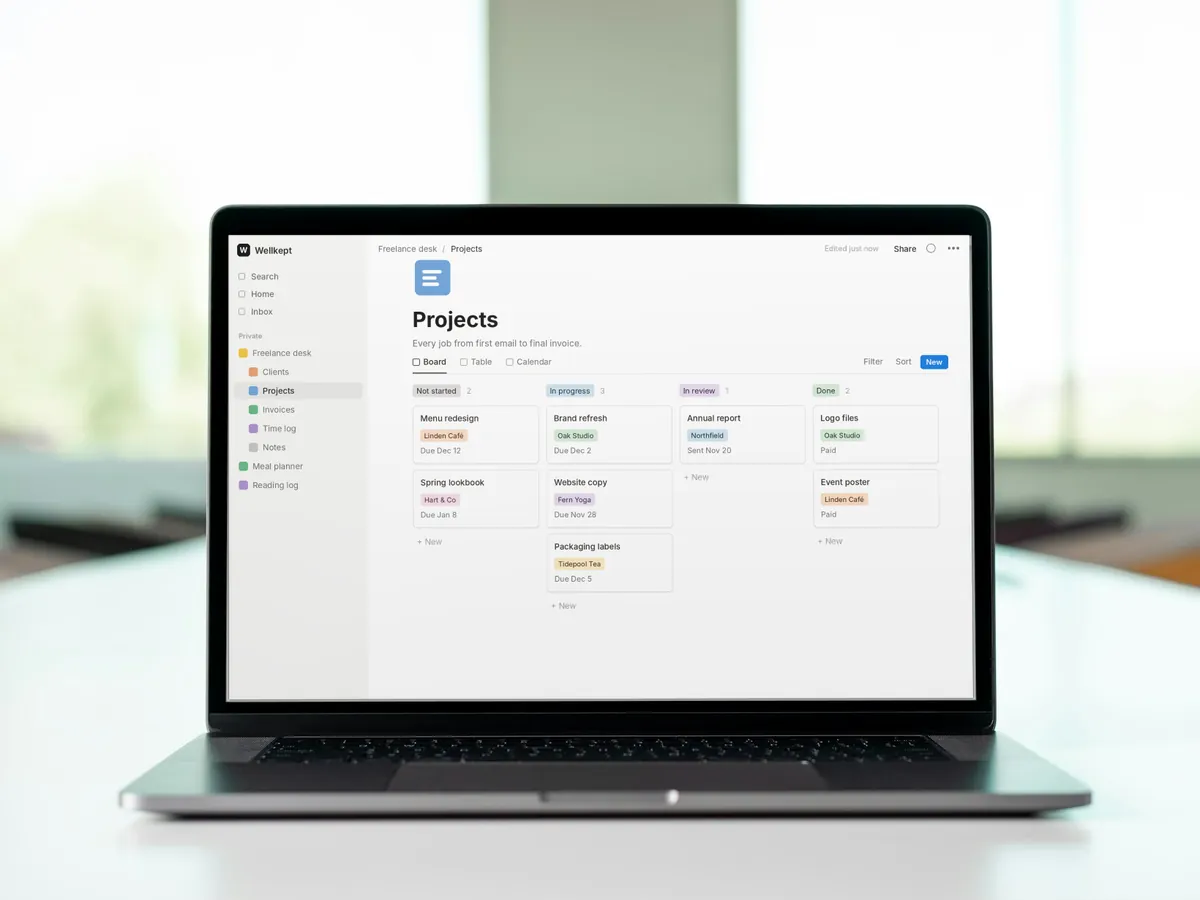 W Wellkept
Search
Home
Inbox
Private
Freelance desk
Clients
Projects
Invoices
Time log
Notes
Meal planner
Reading log
Freelance desk / Projects
Edited just now Share •••
Projects
Every job from first email to final invoice.
Board Table Calendar
Filter Sort New
Not started 2
Menu redesign
Linden Café
Due Dec 12
Spring lookbook
Hart & Co
Due Jan 8
+ New
In progress 3
Brand refresh
Oak Studio
Due Dec 2
Website copy
Fern Yoga
Due Nov 28
Packaging labels
Tidepool Tea
Due Dec 5
+ New
In review 1
Annual report
Northfield
Sent Nov 20
+ New
Done 2
Logo files
Oak Studio
Paid
Event poster
Linden Café
Paid
+ New